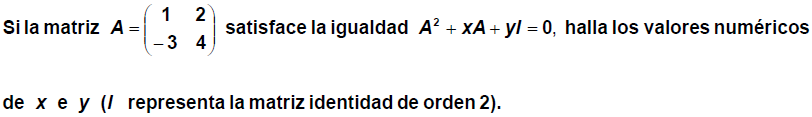 Si la matriz A = ( 1 2 ; −3 4 ) satisface la igualdad A² + xA + yI = 0, halla los valores numéricos
de x e y (I representa la matriz identidad de orden 2).